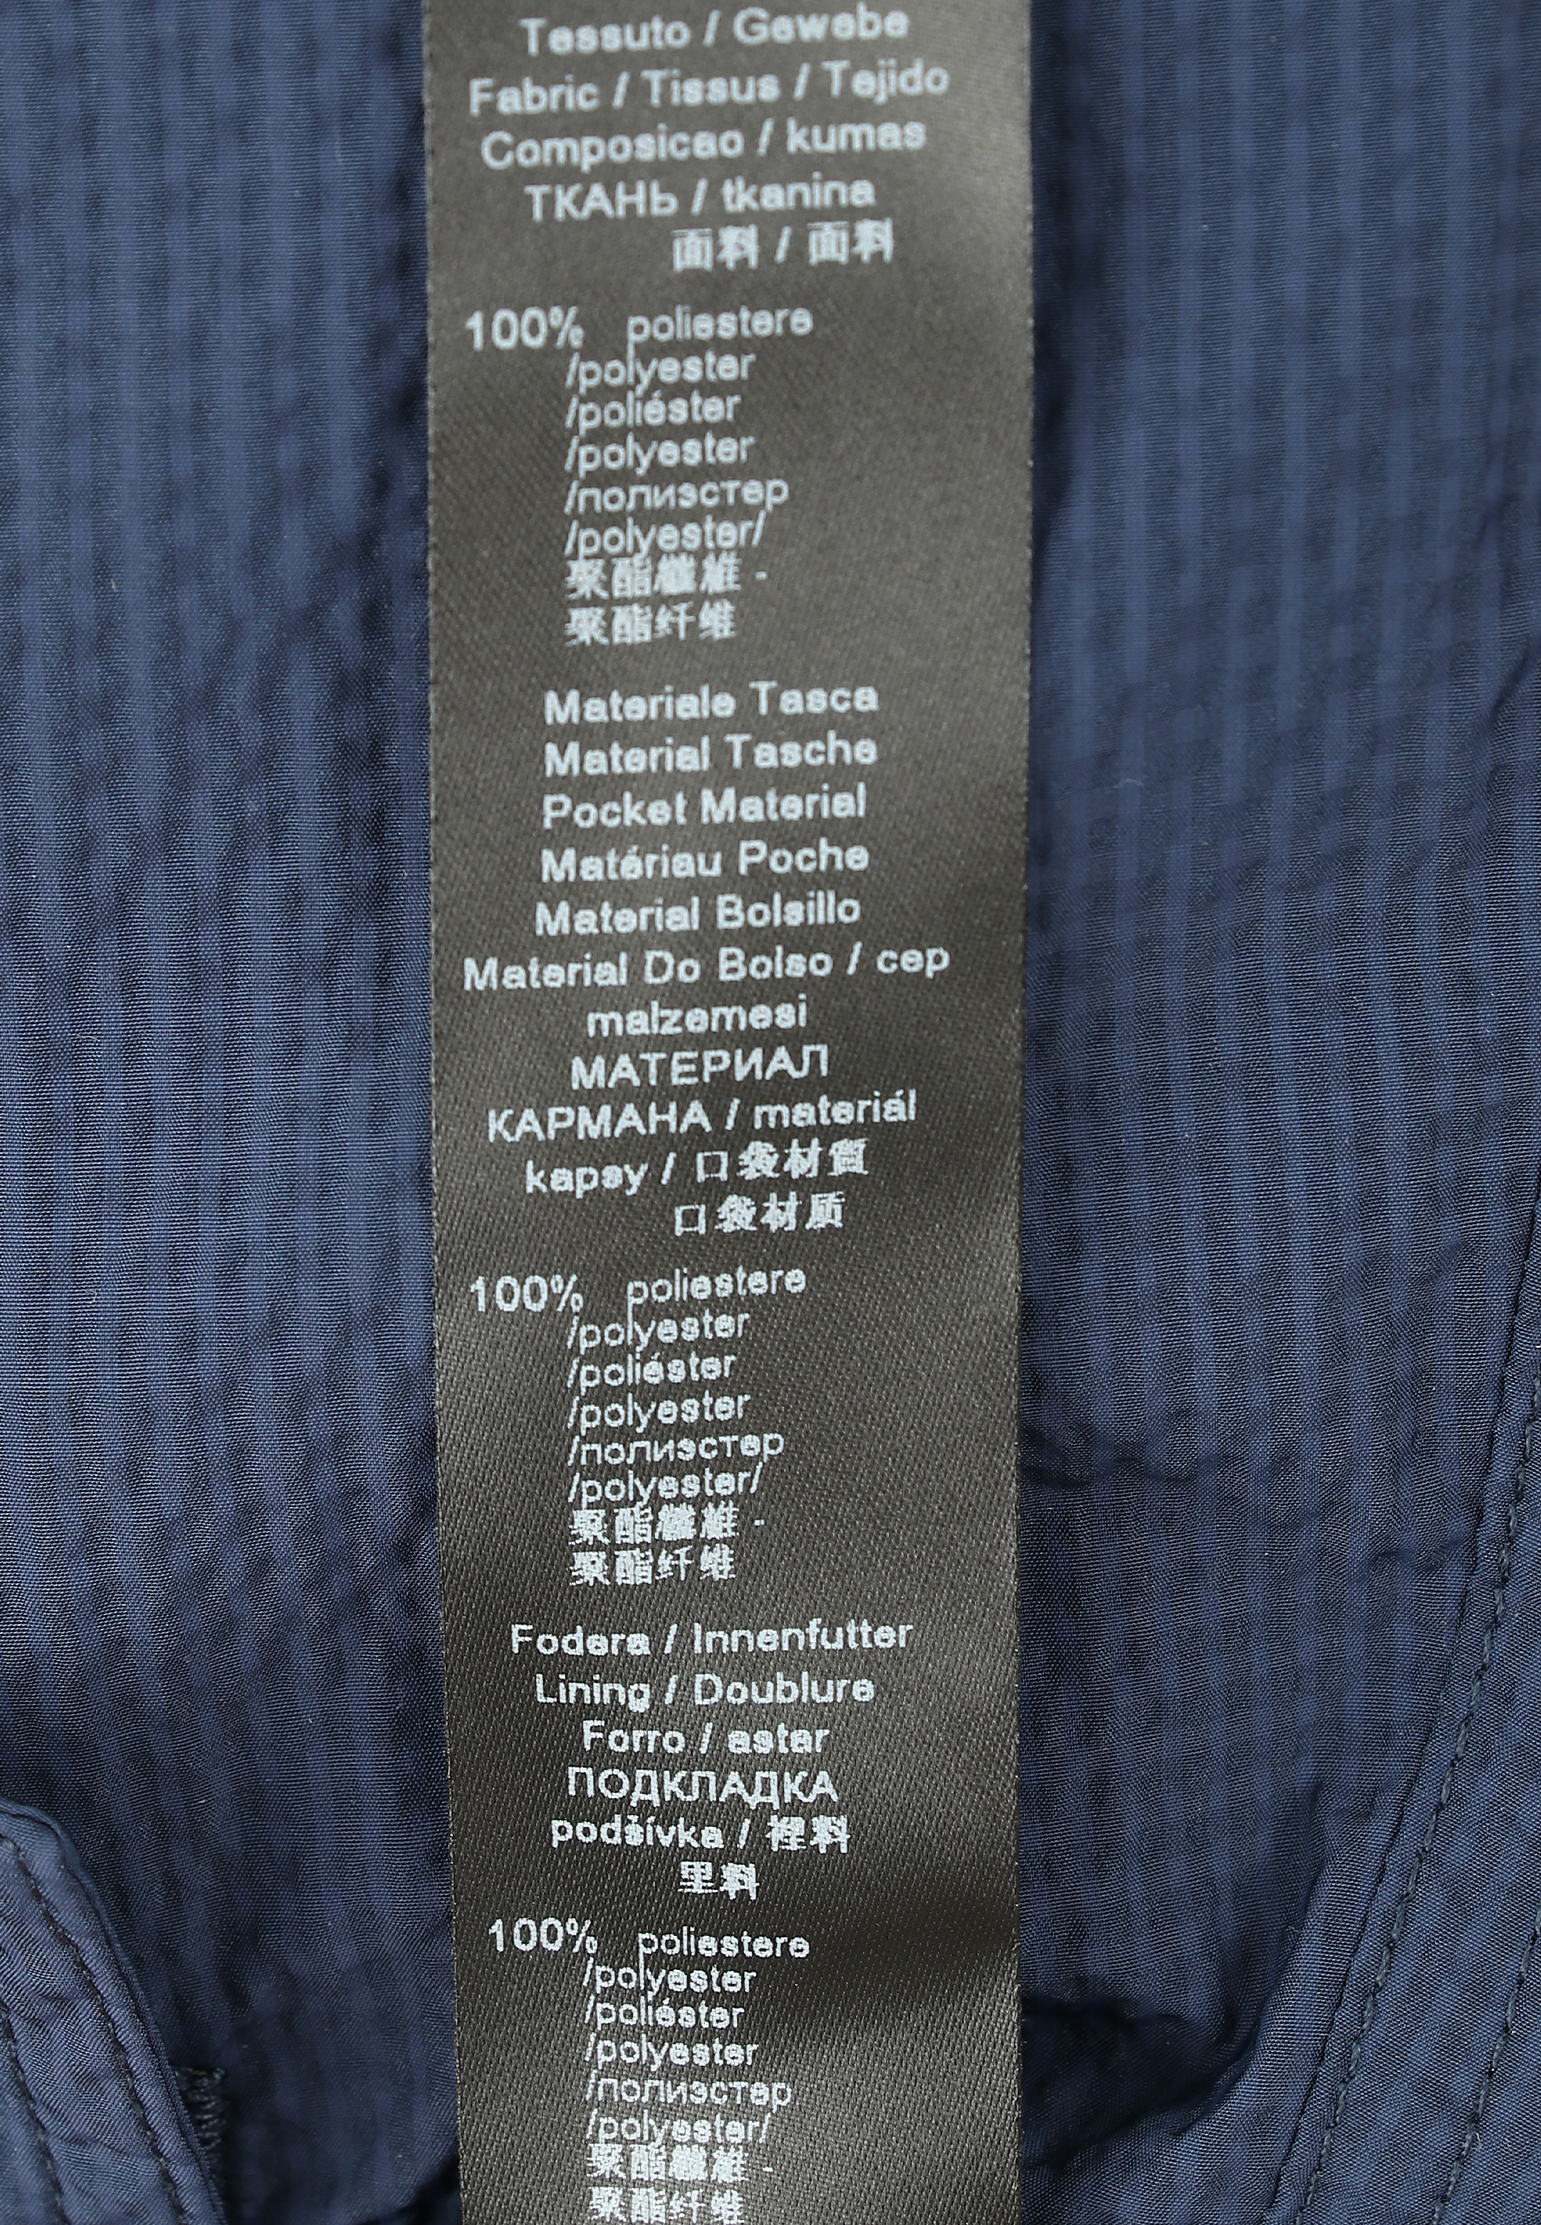 Tessuto / Gewebe
Fabric / Tissus / Tejido
Composicao / kumas
ТКАНЬ / tkanina
面料 / 面料
100% poliestere
/polyester
/poliéster
/polyester
/полиэстер
/polyester/
聚酯纖維 -
聚酯纤维
Materiale Tasca
Material Tasche
Pocket Material
Matériau Poche
Material Bolsillo
Material Do Bolso / cep
malzemesi
МАТЕРИАЛ
КАРМАНА / materiál
kapsy / 口袋材質
口袋材质
100% poliestere
/polyester
/poliéster
/polyester
/полиэстер
/polyester/
聚酯纖維 -
聚酯纤维
Fodera / Innenfutter
Lining / Doublure
Forro / astar
ПОДКЛАДКА
podšívka / 裡料
里料
100% poliestere
/polyester
/poliéster
/polyester
/полиэстер
/polyester/
聚酯纖維 -
聚酯纤维